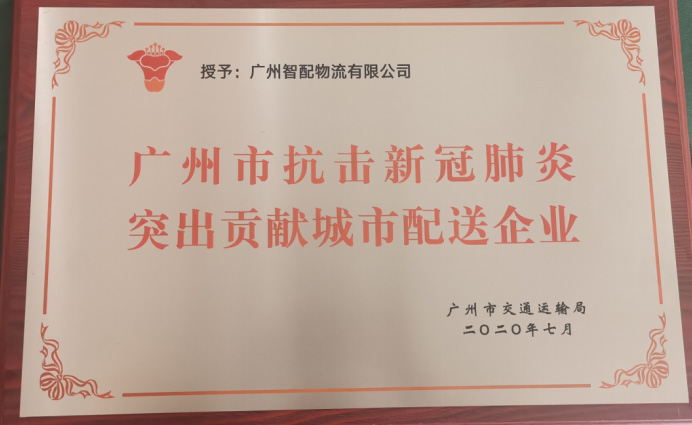 授予：广州智配物流有限公司
广州市抗击新冠肺炎
突出贡献城市配送企业
广州市交通运输局
二〇二〇年七月